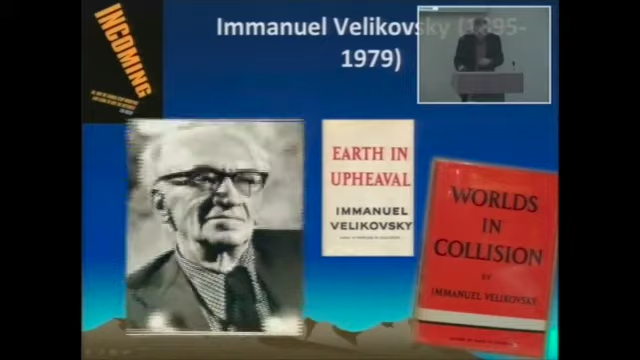 INCOMING
Immanuel Velikovsky (1895-
1979)
EARTH IN
UPHEAVAL
IMMANUEL
VELIKOVSKY
WORLDS
IN
COLLISION
BY
IMMANUEL VELIKOVSKY